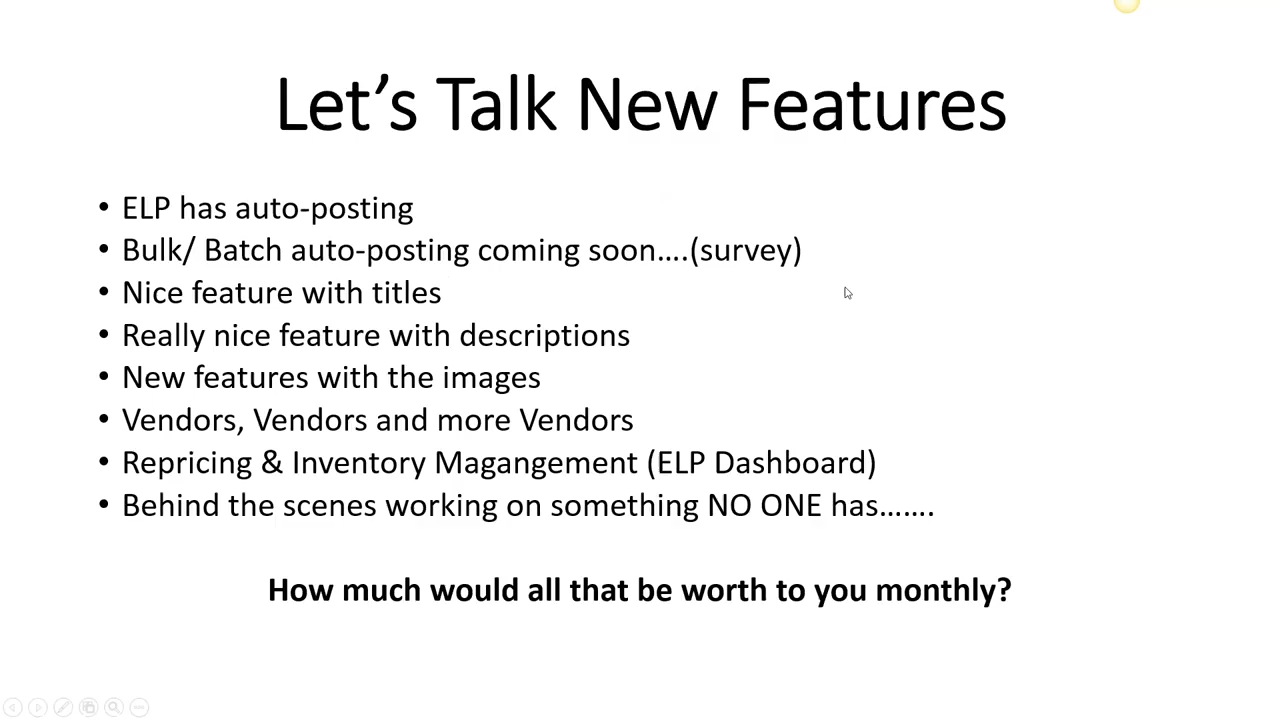 Let’s Talk New Features
• ELP has auto-posting
• Bulk/ Batch auto-posting coming soon….(survey)
• Nice feature with titles
• Really nice feature with descriptions
• New features with the images
• Vendors, Vendors and more Vendors
• Repricing & Inventory Magangement (ELP Dashboard)
• Behind the scenes working on something NO ONE has…….
How much would all that be worth to you monthly?